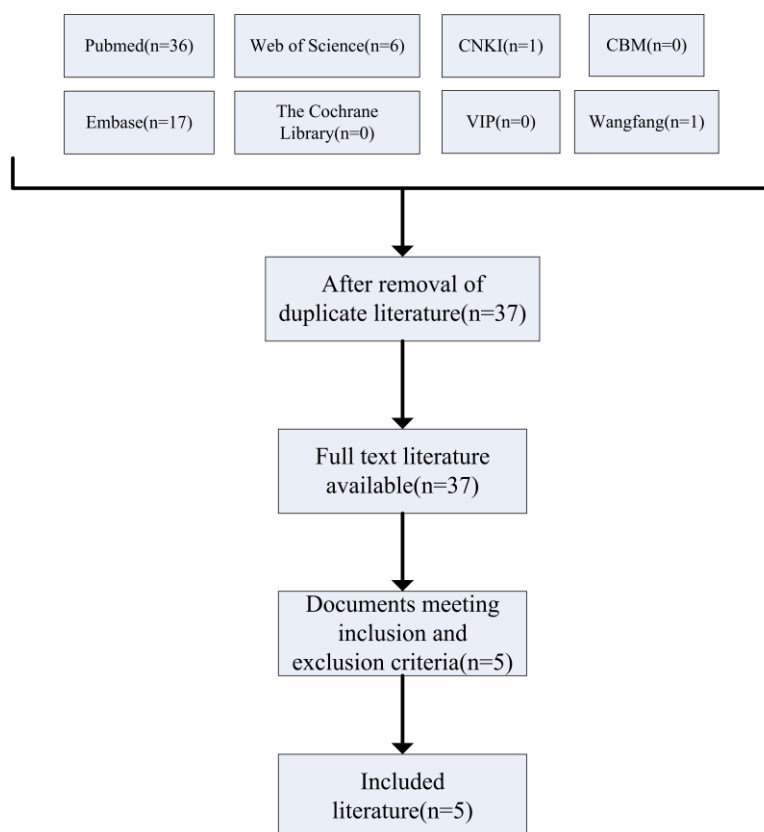 Pubmed(n=36)
Web of Science(n=6)
CNKI(n=1)
CBM(n=0)
Embase(n=17)
The Cochrane
Library(n=0)
VIP(n=0)
Wangfang(n=1)
After removal of
duplicate literature(n=37)
Full text literature
available(n=37)
Documents meeting
inclusion and
exclusion criteria(n=5)
Included
literature(n=5)